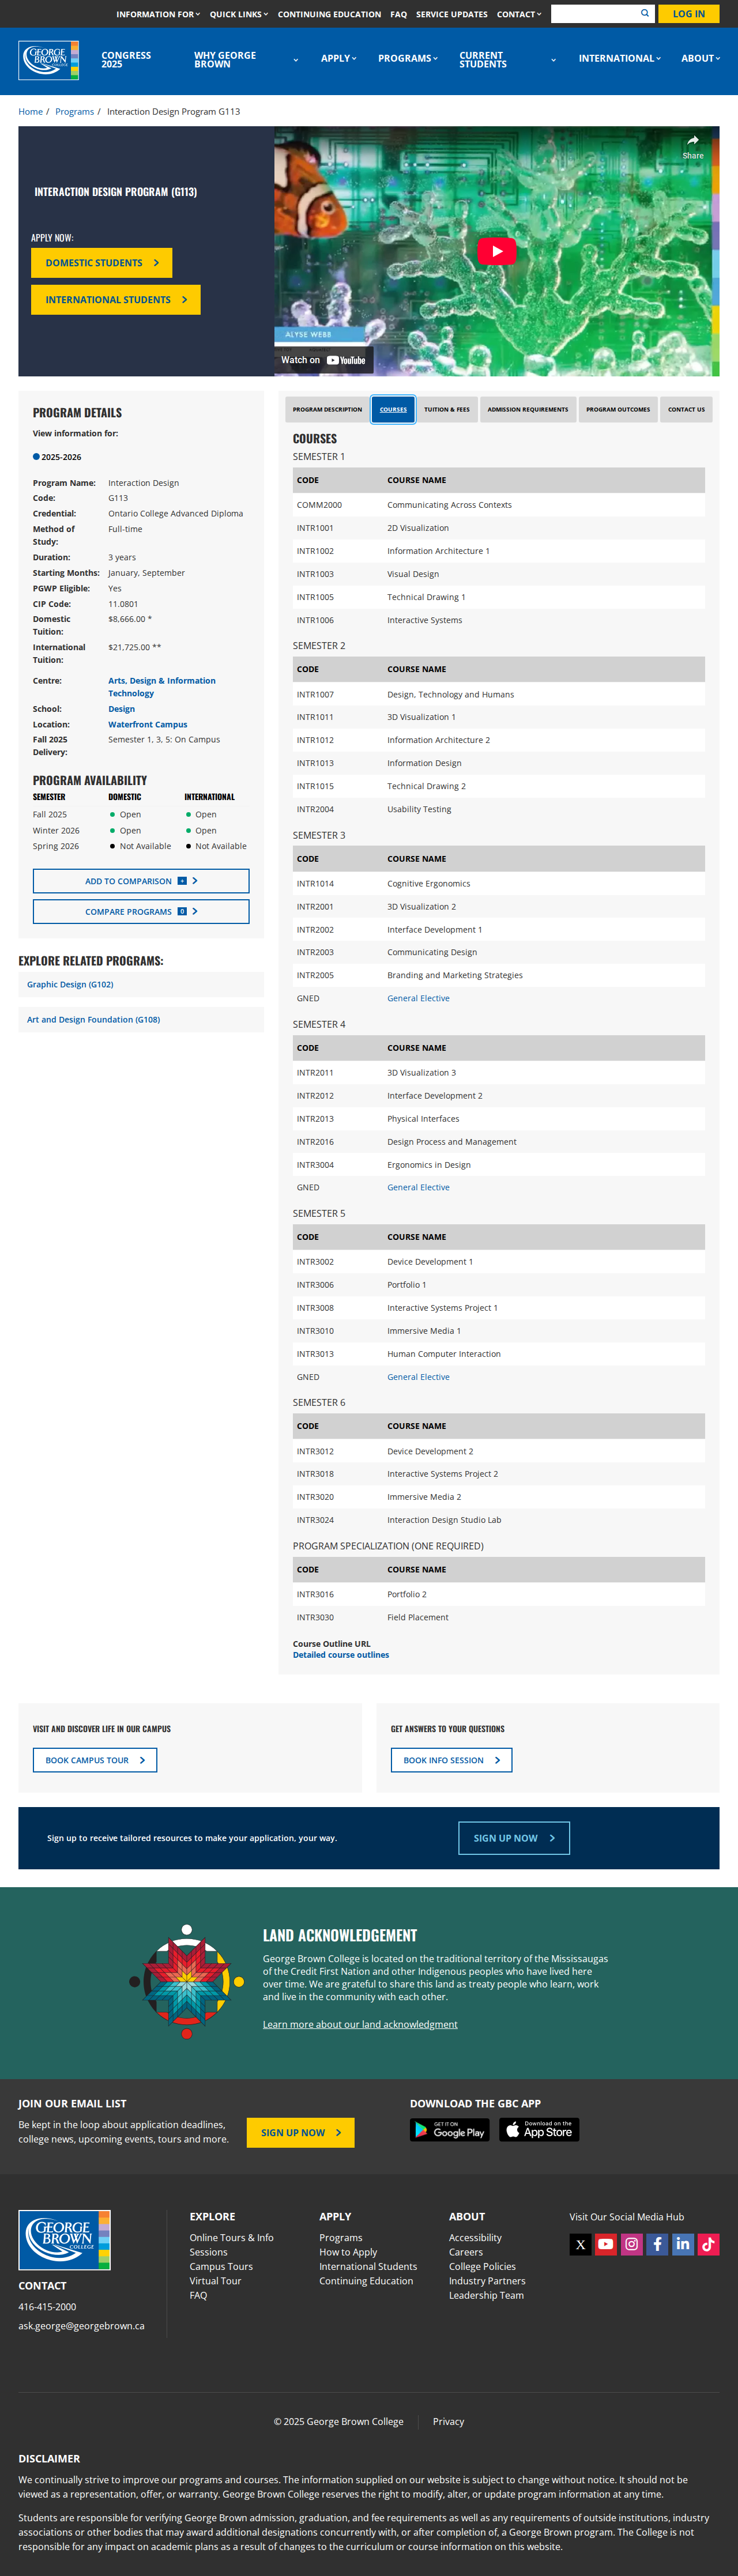 INFORMATION FOR QUICK LINKS CONTINUING EDUCATION FAQ SERVICE UPDATES CONTACT LOG IN
GEORGE BROWN COLLEGE
CONGRESS 2025 WHY GEORGE BROWN APPLY PROGRAMS CURRENT STUDENTS INTERNATIONAL ABOUT
Home / Programs / Interaction Design Program G113
INTERACTION DESIGN PROGRAM (G113)
APPLY NOW:
DOMESTIC STUDENTS
INTERNATIONAL STUDENTS
Share
ALYSE WEBB
Watch on YouTube
PROGRAM DETAILS
View information for:
2025-2026
Program Name: Interaction Design
Code: G113
Credential: Ontario College Advanced Diploma
Method of Study: Full-time
Duration: 3 years
Starting Months: January, September
PGWP Eligible: Yes
CIP Code: 11.0801
Domestic Tuition: $8,666.00 *
International Tuition: $21,725.00 **
Centre: Arts, Design & Information Technology
School: Design
Location: Waterfront Campus
Fall 2025 Delivery: Semester 1, 3, 5: On Campus
PROGRAM AVAILABILITY
SEMESTER DOMESTIC INTERNATIONAL
Fall 2025 Open Open
Winter 2026 Open Open
Spring 2026 Not Available Not Available
ADD TO COMPARISON +
COMPARE PROGRAMS 0
EXPLORE RELATED PROGRAMS:
Graphic Design (G102)
Art and Design Foundation (G108)
PROGRAM DESCRIPTION COURSES TUITION & FEES ADMISSION REQUIREMENTS PROGRAM OUTCOMES CONTACT US
COURSES
SEMESTER 1
CODE COURSE NAME
COMM2000 Communicating Across Contexts
INTR1001 2D Visualization
INTR1002 Information Architecture 1
INTR1003 Visual Design
INTR1005 Technical Drawing 1
INTR1006 Interactive Systems
SEMESTER 2
CODE COURSE NAME
INTR1007 Design, Technology and Humans
INTR1011 3D Visualization 1
INTR1012 Information Architecture 2
INTR1013 Information Design
INTR1015 Technical Drawing 2
INTR2004 Usability Testing
SEMESTER 3
CODE COURSE NAME
INTR1014 Cognitive Ergonomics
INTR2001 3D Visualization 2
INTR2002 Interface Development 1
INTR2003 Communicating Design
INTR2005 Branding and Marketing Strategies
GNED General Elective
SEMESTER 4
CODE COURSE NAME
INTR2011 3D Visualization 3
INTR2012 Interface Development 2
INTR2013 Physical Interfaces
INTR2016 Design Process and Management
INTR3004 Ergonomics in Design
GNED General Elective
SEMESTER 5
CODE COURSE NAME
INTR3002 Device Development 1
INTR3006 Portfolio 1
INTR3008 Interactive Systems Project 1
INTR3010 Immersive Media 1
INTR3013 Human Computer Interaction
GNED General Elective
SEMESTER 6
CODE COURSE NAME
INTR3012 Device Development 2
INTR3018 Interactive Systems Project 2
INTR3020 Immersive Media 2
INTR3024 Interaction Design Studio Lab
PROGRAM SPECIALIZATION (ONE REQUIRED)
CODE COURSE NAME
INTR3016 Portfolio 2
INTR3030 Field Placement
Course Outline URL
Detailed course outlines
VISIT AND DISCOVER LIFE IN OUR CAMPUS
BOOK CAMPUS TOUR
GET ANSWERS TO YOUR QUESTIONS
BOOK INFO SESSION
Sign up to receive tailored resources to make your application, your way.
SIGN UP NOW
LAND ACKNOWLEDGEMENT
George Brown College is located on the traditional territory of the Mississaugas
of the Credit First Nation and other Indigenous peoples who have lived here
over time. We are grateful to share this land as treaty people who learn, work
and live in the community with each other.
Learn more about our land acknowledgment
JOIN OUR EMAIL LIST
Be kept in the loop about application deadlines,
college news, upcoming events, tours and more.
SIGN UP NOW
DOWNLOAD THE GBC APP
GET IT ON Google Play
Download on the App Store
GEORGE BROWN COLLEGE
CONTACT
416-415-2000
ask.george@georgebrown.ca
EXPLORE
Online Tours & Info
Sessions
Campus Tours
Virtual Tour
FAQ
APPLY
Programs
How to Apply
International Students
Continuing Education
ABOUT
Accessibility
Careers
College Policies
Industry Partners
Leadership Team
Visit Our Social Media Hub
© 2025 George Brown College Privacy
DISCLAIMER
We continually strive to improve our programs and courses. The information supplied on our website is subject to change without notice. It should not be
viewed as a representation, offer, or warranty. George Brown College reserves the right to modify, alter, or update program information at any time.
Students are responsible for verifying George Brown admission, graduation, and fee requirements as well as any requirements of outside institutions, industry
associations or other bodies that may award additional designations concurrently with, or after completion of, a George Brown program. The College is not
responsible for any impact on academic plans as a result of changes to the curriculum or course information on this website.